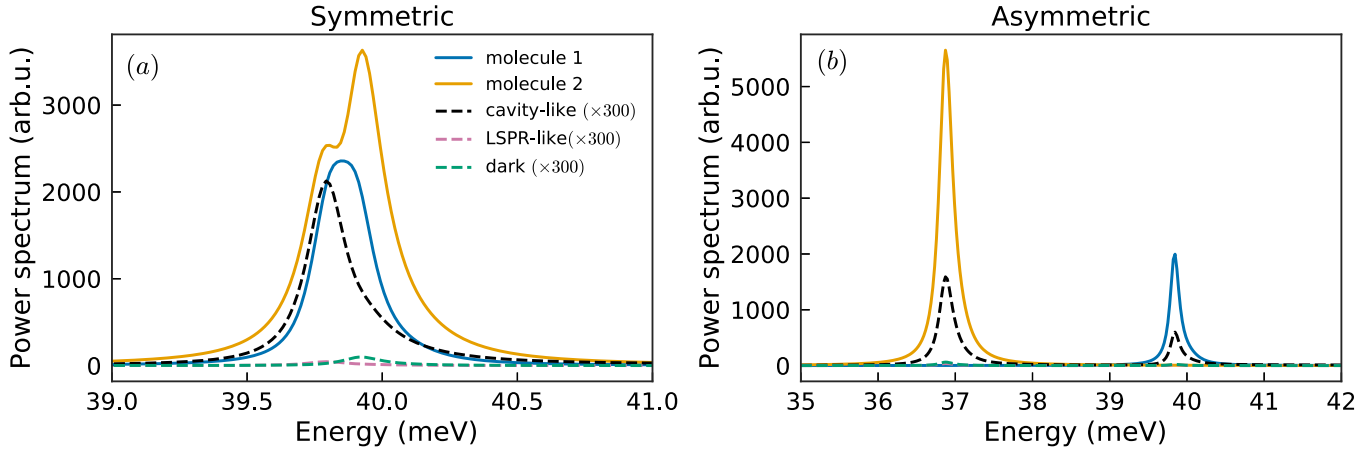 Symmetric
(a)
molecule 1
molecule 2
cavity-like (×300)
LSPR-like(×300)
dark (×300)
Power spectrum (arb.u.)
3000
2000
1000
0
39.0 39.5 40.0 40.5 41.0
Energy (meV)
Asymmetric
(b)
Power spectrum (arb.u.)
5000
4000
3000
2000
1000
0
35 36 37 38 39 40 41 42
Energy (meV)